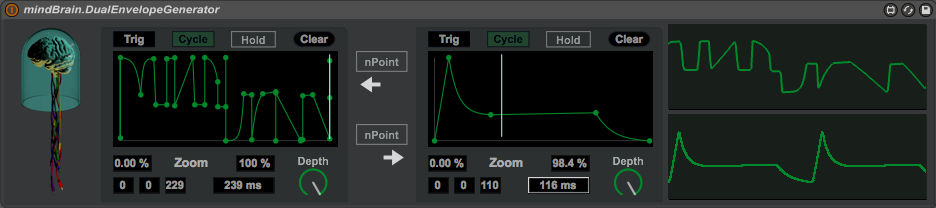 mindBrain.DualEnvelopeGenerator
Trig Cycle Hold Clear
nPoint
nPoint
0.00 % Zoom 100 % Depth
0 0 229 239 ms
Trig Cycle Hold Clear
0.00 % Zoom 98.4 % Depth
0 0 110 116 ms